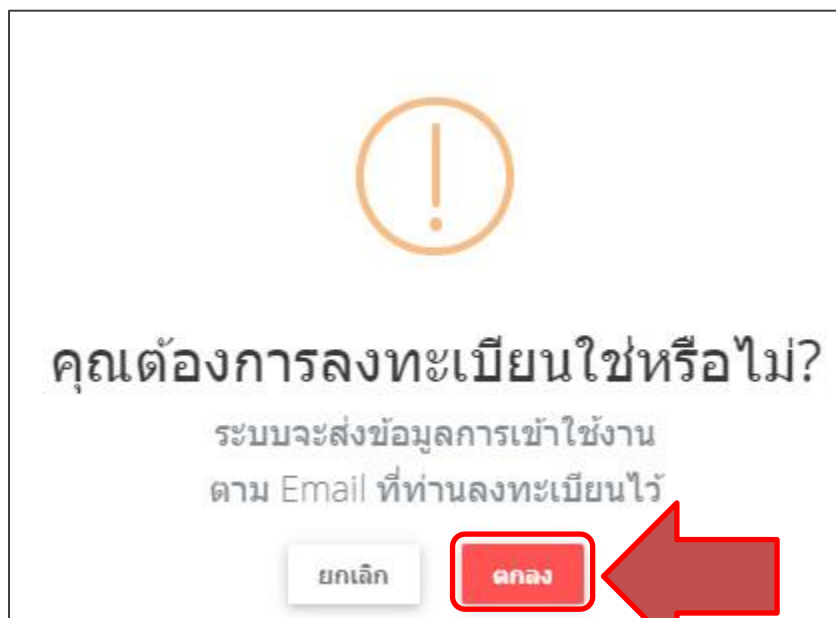 คุณต้องการลงทะเบียนใช่หรือไม่?
ระบบจะส่งข้อมูลการเข้าใช้งาน
ตาม Email ที่ท่านลงทะเบียนไว้
ยกเลิก
ตกลง